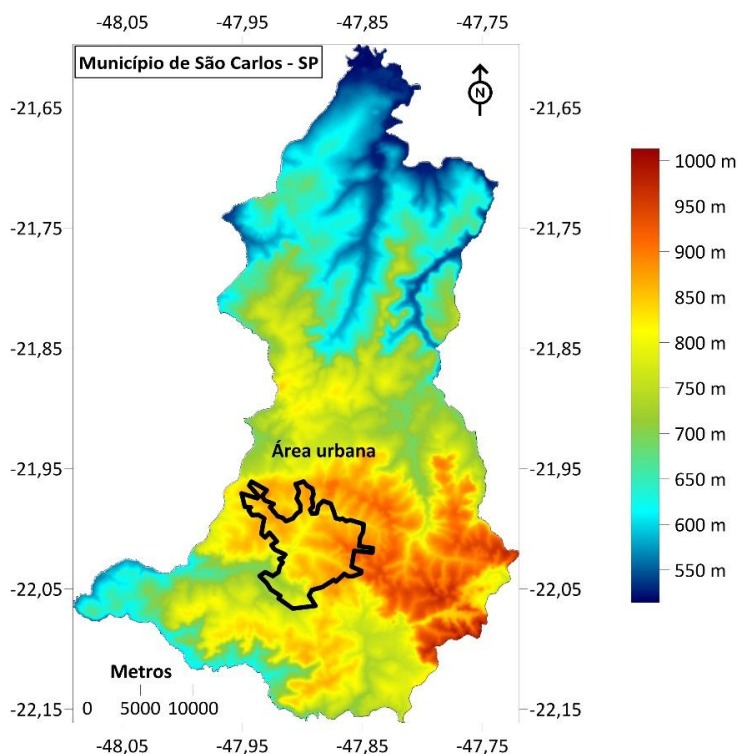 -48,05 -47,95 -47,85 -47,75
Município de São Carlos - SP
N
-21,65 -21,65
-21,75 -21,75
-21,85 -21,85
-21,95 -21,95
-22,05 -22,05
-22,15 -22,15
Área urbana
Metros
0 5000 10000
-48,05 -47,95 -47,85 -47,75
1000 m
950 m
900 m
850 m
800 m
750 m
700 m
650 m
600 m
550 m